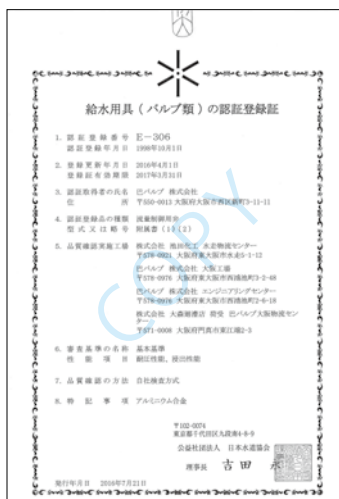 給水用具（バルブ類）の認証登録証
1. 認証登録番号 E－306
認証登録年月日 1998年10月1日
2. 登録更新年月日 2016年4月1日
登録証有効期限 2017年3月31日
3. 認証取得者の氏名 巴バルブ 株式会社
住所 〒550-0013 大阪府大阪市西区新町3-11-11
4. 認証登録品の種類 流量制御用弁
型式又は略号 附属書（1）（2）
5. 品質確認実施工場 株式会社 池田化工 水走物流センター
〒578-0921 大阪府東大阪市水走5-1-12
巴バルブ 株式会社 大阪工場
〒578-0976 大阪府東大阪市西鴻池町3-2-48
巴バルブ 株式会社 エンジニアリングセンター
〒578-0976 大阪府東大阪市西鴻池町2-6-18
株式会社 大森廻漕店 巴バルブ大阪物流セン
ター
〒571-0008 大阪府門真市東江端2-3
6. 審査基準の名称 基本基準
性能項目 耐圧性能、浸出性能
7. 品質確認の方法 自社検査方式
8. 特記事項 アルミニウム合金
〒102-0074
東京都千代田区九段南4-8-9
公益社団法人 日本水道協会
理事長 吉田 永
発行年月日 2016年7月21日
COPY